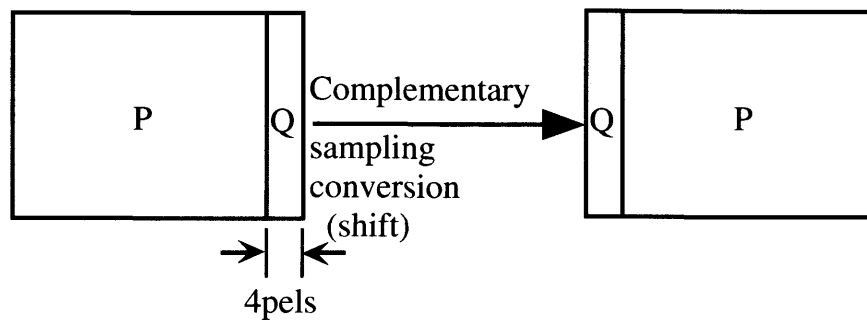 P
Q
Complementary
sampling
conversion
(shift)
Q
P
4pels